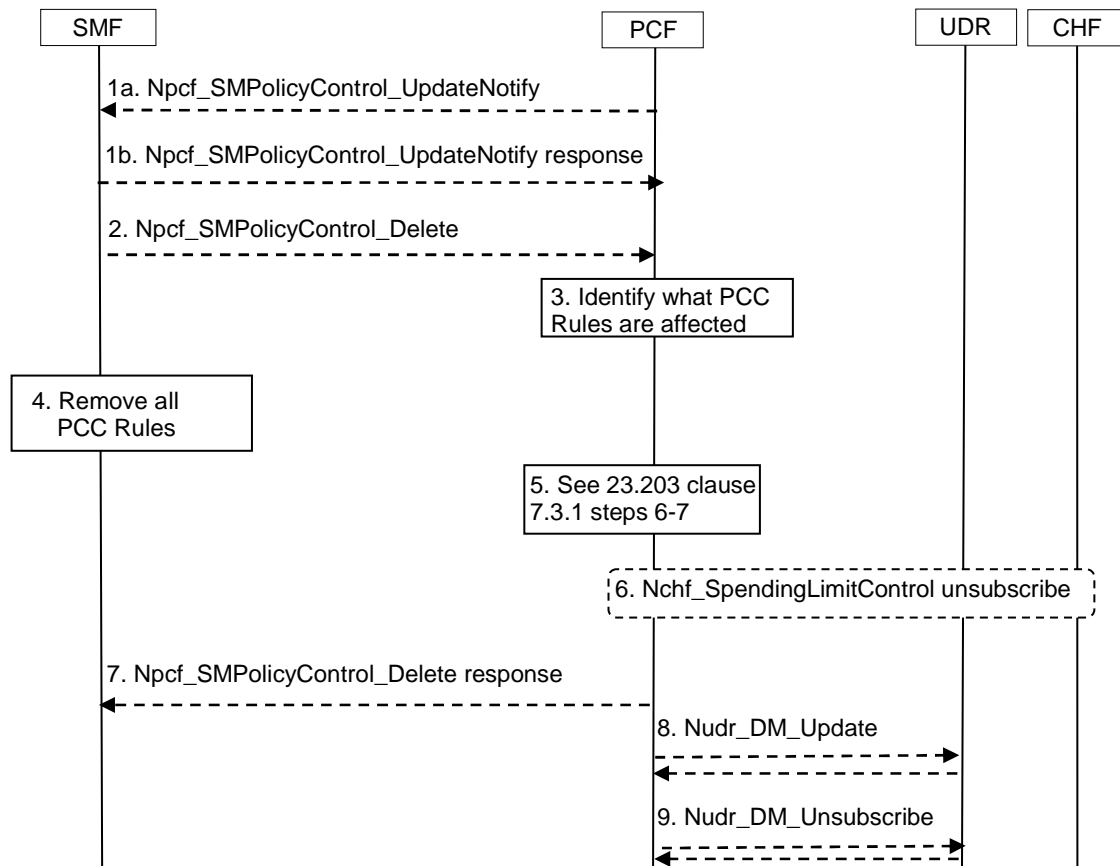 SMF
PCF
UDR
CHF
1a. Npcf_SMPolicyControl_UpdateNotify
1b. Npcf_SMPolicyControl_UpdateNotify response
2. Npcf_SMPolicyControl_Delete
3. Identify what PCC
Rules are affected
4. Remove all
PCC Rules
5. See 23.203 clause
7.3.1 steps 6-7
6. Nchf_SpendingLimitControl unsubscribe
7. Npcf_SMPolicyControl_Delete response
8. Nudr_DM_Update
9. Nudr_DM_Unsubscribe